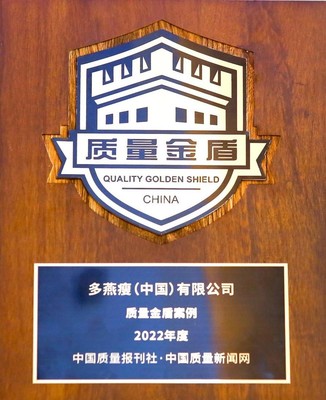 质量金盾
QUALITY GOLDEN SHIELD
CHINA
多燕瘦（中国）有限公司
质量金盾案例
2022年度
中国质量报刊社·中国质量新闻网